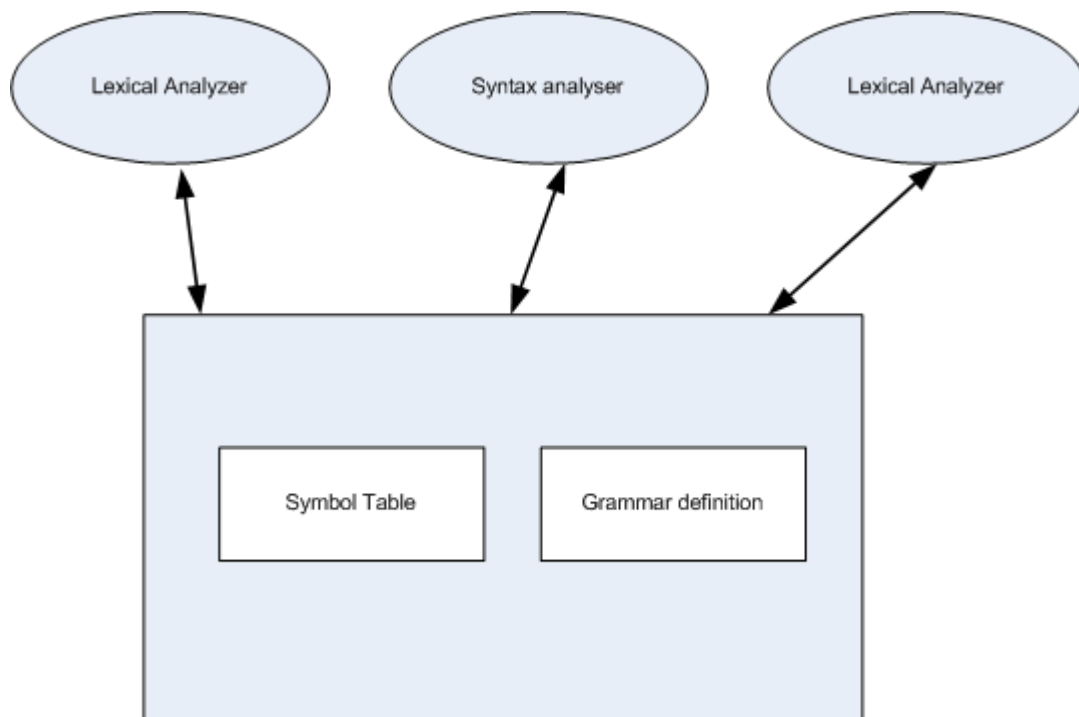 Lexical Analyzer
Syntax analyser
Lexical Analyzer
Symbol Table
Grammar definition